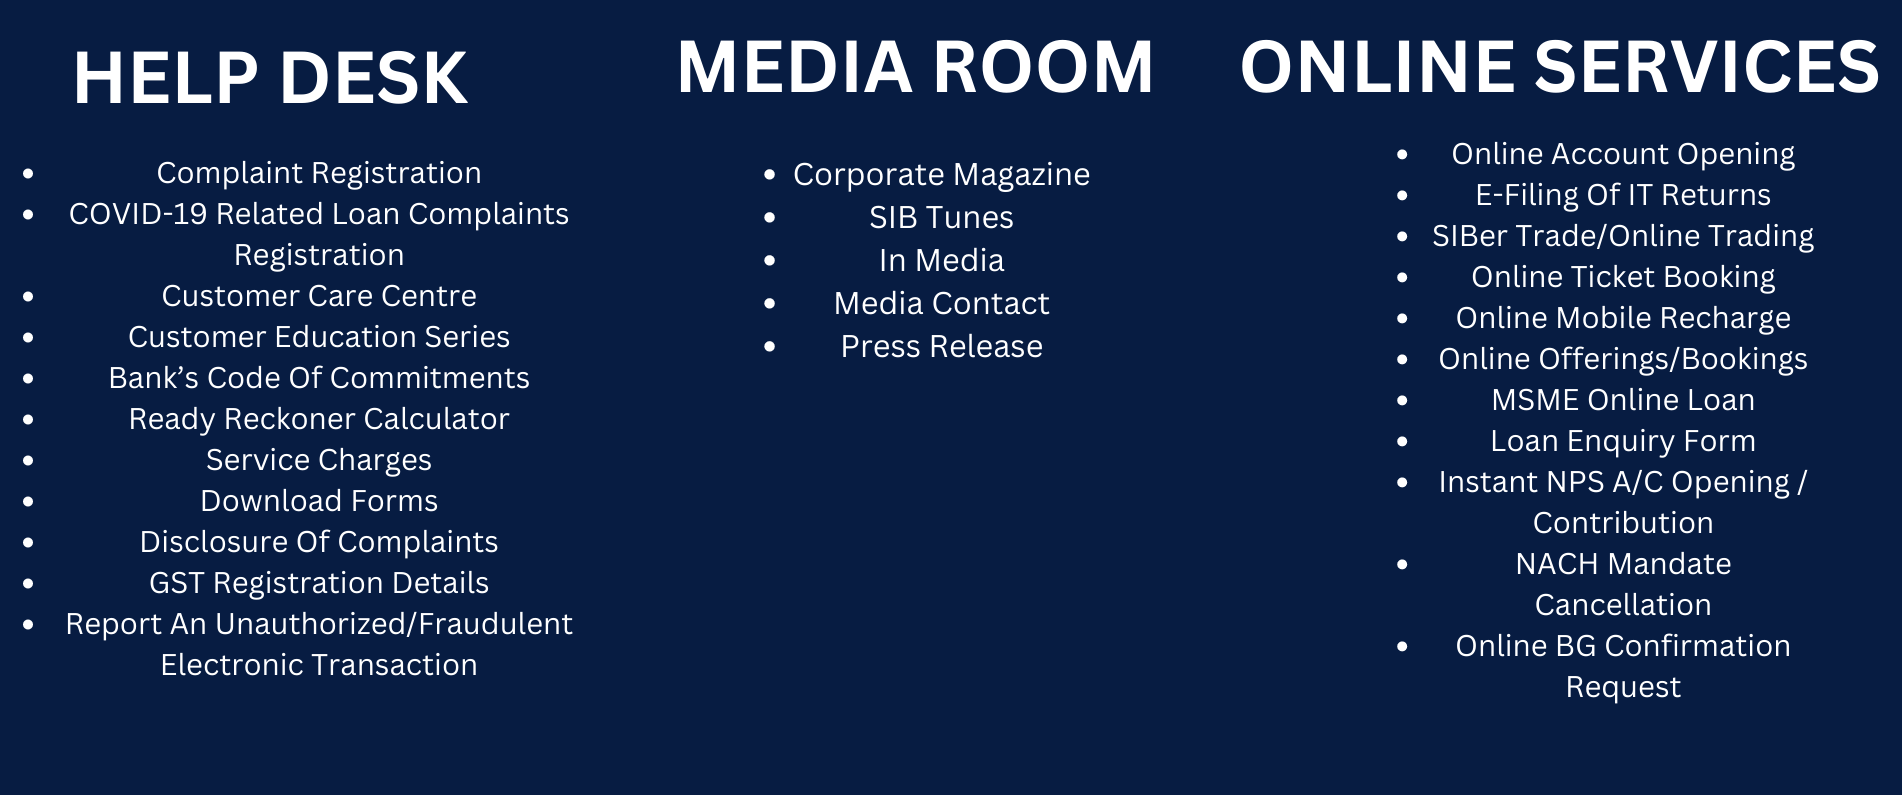 HELP DESK
• Complaint Registration
• COVID-19 Related Loan Complaints
Registration
• Customer Care Centre
• Customer Education Series
• Bank’s Code Of Commitments
• Ready Reckoner Calculator
• Service Charges
• Download Forms
• Disclosure Of Complaints
• GST Registration Details
• Report An Unauthorized/Fraudulent
Electronic Transaction
MEDIA ROOM
• Corporate Magazine
• SIB Tunes
• In Media
• Media Contact
• Press Release
ONLINE SERVICES
• Online Account Opening
• E-Filing Of IT Returns
• SIBer Trade/Online Trading
• Online Ticket Booking
• Online Mobile Recharge
• Online Offerings/Bookings
• MSME Online Loan
• Loan Enquiry Form
• Instant NPS A/C Opening /
Contribution
• NACH Mandate
Cancellation
• Online BG Confirmation
Request